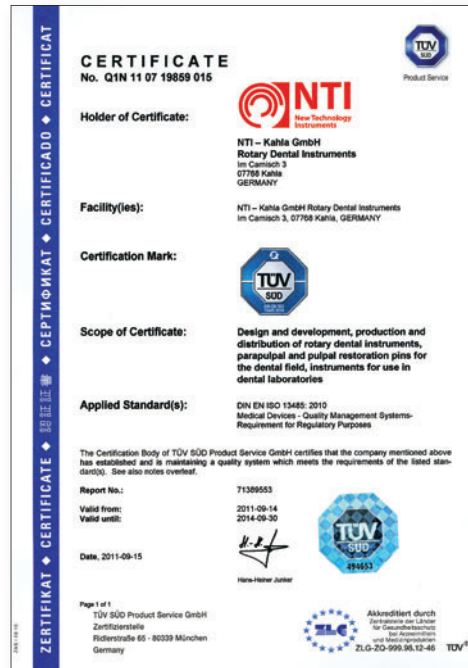 ZERTIFIKAT ◆ CERTIFICATE ◆ 認証証書 ◆ СЕРТИФИКАТ ◆ CERTIFICADO ◆ CERTIFICAT
CERTIFICATE
No. Q1N 11 07 19859 015
TÜV
SÜD
Product Service
Holder of Certificate:
NTI
New Technology
Instruments
NTI – Kahla GmbH
Rotary Dental Instruments
Im Camisch 3
07768 Kahla
GERMANY
Facility(ies):
NTI – Kahla GmbH Rotary Dental Instruments
Im Camisch 3, 07768 Kahla, GERMANY
Certification Mark:
TÜV
SÜD
Scope of Certificate:
Design and development, production and
distribution of rotary dental instruments,
parapulpal and pulpal restoration pins for
the dental field, instruments for use in
dental laboratories
Applied Standard(s):
DIN EN ISO 13485: 2010
Medical Devices - Quality Management Systems-
Requirement for Regulatory Purposes
The Certification Body of TÜV SÜD Product Service GmbH certifies that the company mentioned above
has established and is maintaining a quality system which meets the requirements of the listed stan-
dard(s). See also notes overleaf.
Report No.:
71389553
Valid from:
2011-09-14
Valid until:
2014-09-30
TÜV
SÜD
494653
Date, 2011-09-15
Hans-Heiner Junker
Page 1 of 1
TÜV SÜD Product Service GmbH
Zertifizierstelle
Ridlerstraße 65 - 80339 München
Germany
ZLG
Akkreditiert durch
Zentralstelle der Länder
für Gesundheitsschutz
bei Arzneimitteln
und Medizinprodukten
ZLG-ZQ-999.98.12-46
TÜV